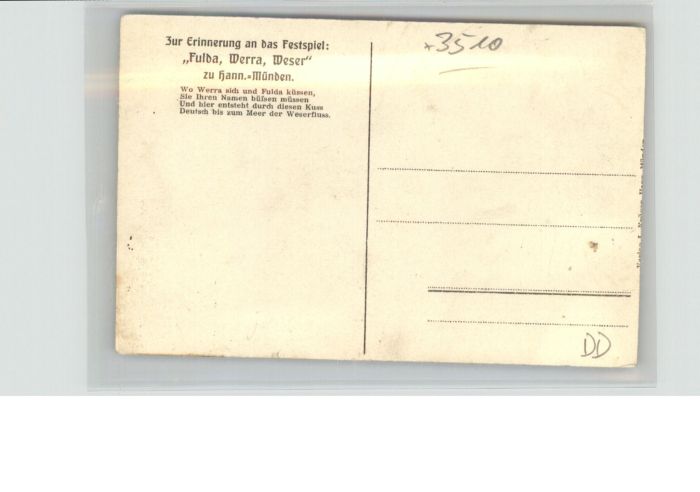 Zur Erinnerung an das Festspiel:
„Fulda, Werra, Weser“
zu Hann.-Münden.
Wo Werra sich und Fulda küssen,
Sie Ihren Namen büfsen müssen
Und hier entsteht durch diesen Kuss
Deutsch bis zum Meer der Weserfluss.
*3510
DD